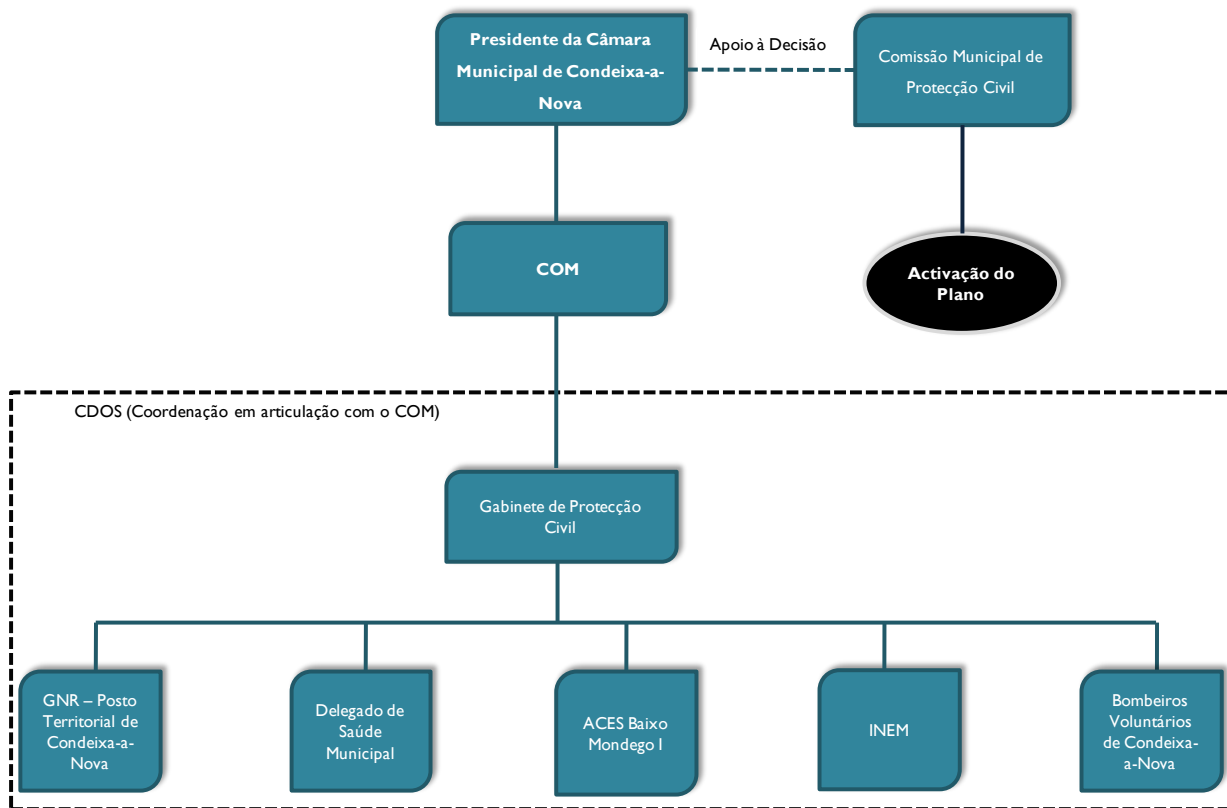 Presidente da Câmara
Municipal de Condeixa-a-
Nova
Apoio à Decisão
Comissão Municipal de
Protecção Civil
COM
Activação do
Plano
CDOS (Coordenação em articulação com o COM)
Gabinete de Protecção
Civil
GNR – Posto
Territorial de
Condeixa-a-
Nova
Delegado de
Saúde
Municipal
ACES Baixo
Mondego I
INEM
Bombeiros
Voluntários
de Condeixa-
a-Nova